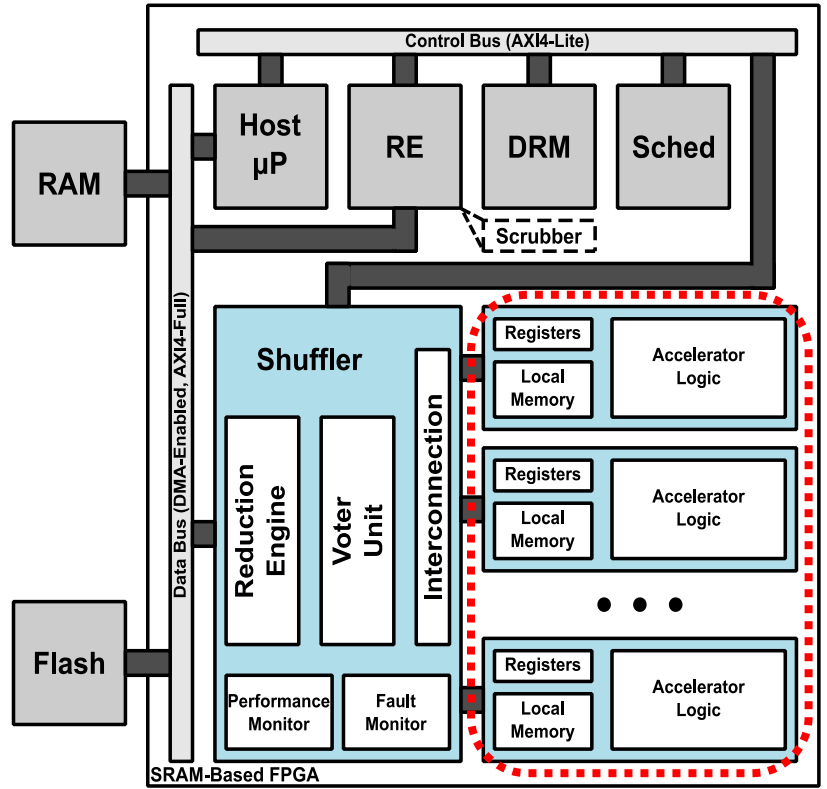 Control Bus (AXI4-Lite)
Host
µP
RE
DRM
Sched
RAM
Scrubber
Data Bus (DMA-Enabled, AXI4-Full)
Shuffler
Reduction
Engine
Voter
Unit
Interconnection
Performance
Monitor
Fault
Monitor
Registers
Local
Memory
Accelerator
Logic
Registers
Local
Memory
Accelerator
Logic
• • •
Registers
Local
Memory
Accelerator
Logic
Flash
SRAM-Based FPGA